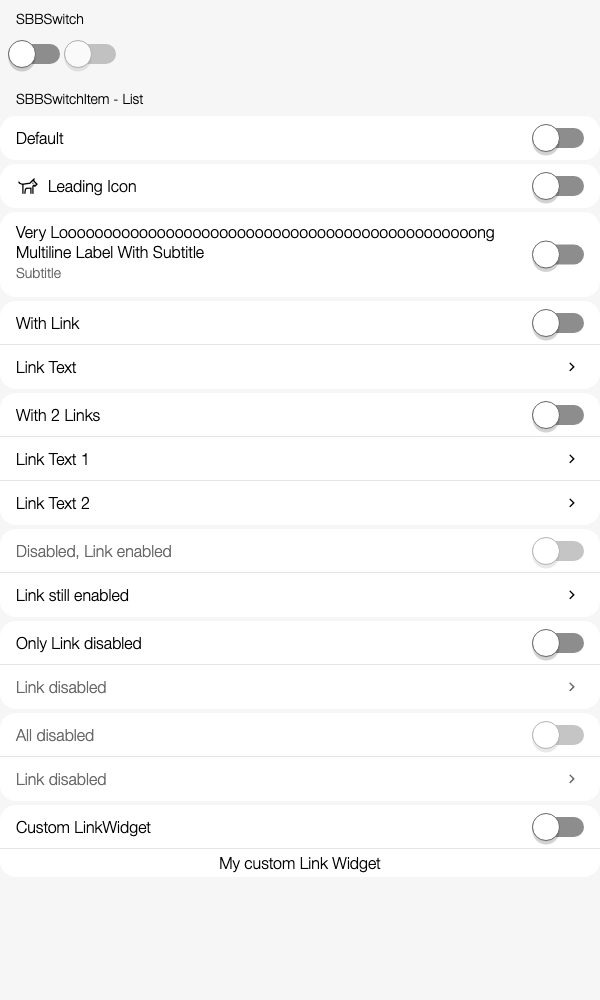 SBBSwitch
SBBSwitchItem - List
Default
Leading Icon
Very Looooooooooooooooooooooooooooooooooooooooooooooong
Multiline Label With Subtitle
Subtitle
With Link
Link Text
With 2 Links
Link Text 1
Link Text 2
Disabled, Link enabled
Link still enabled
Only Link disabled
Link disabled
All disabled
Link disabled
Custom LinkWidget
My custom Link Widget